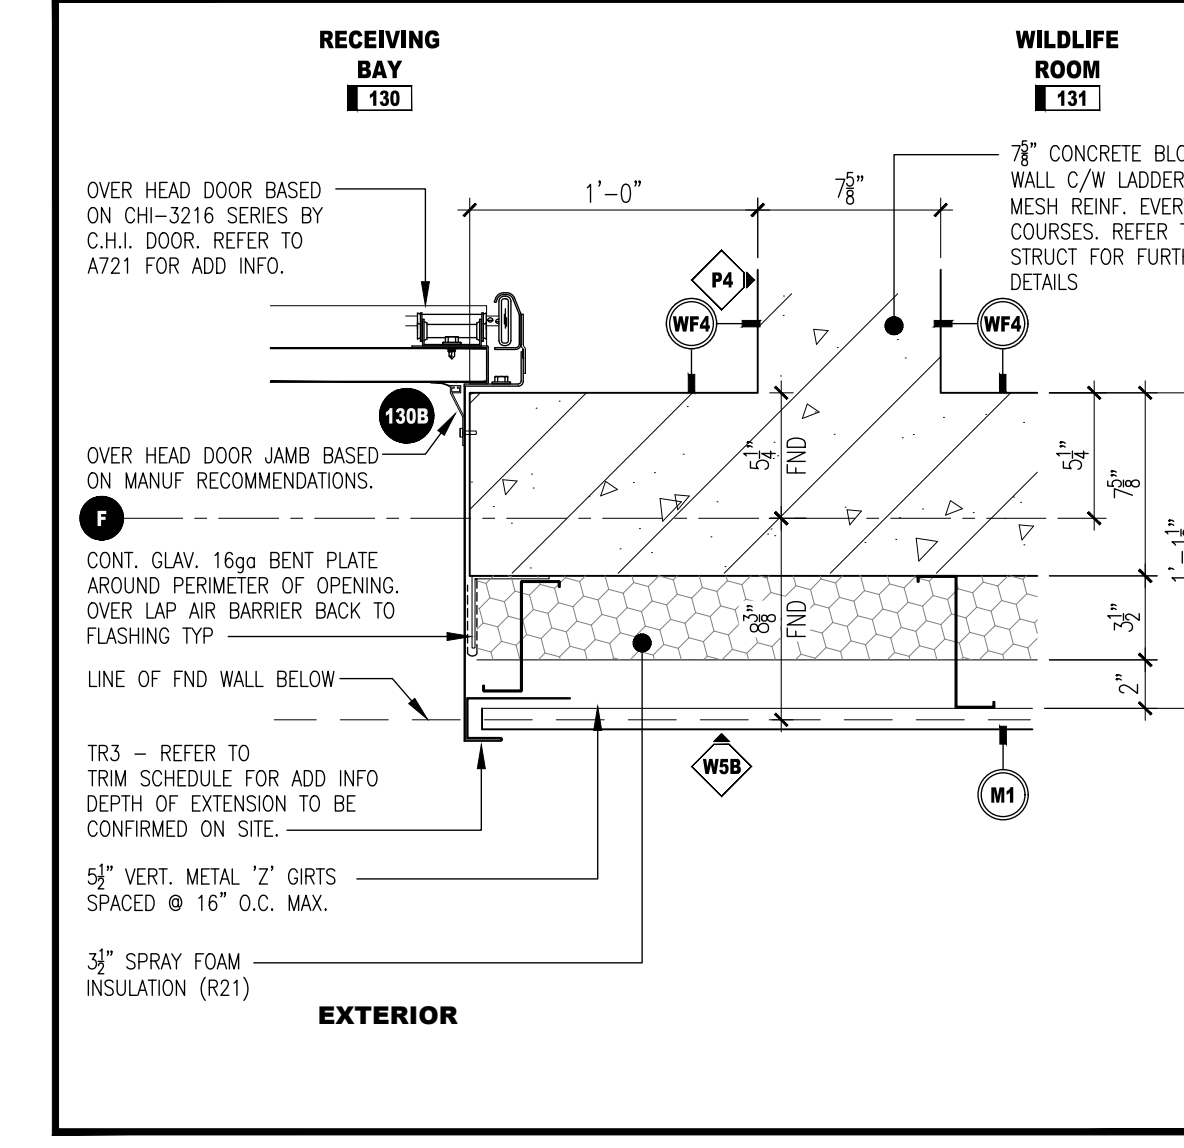 RECEIVING
BAY
130
WILDLIFE
ROOM
131
OVER HEAD DOOR BASED
ON CHI-3216 SERIES BY
C.H.I. DOOR. REFER TO
A721 FOR ADD INFO.
1'-0"
7⅝"
7⅝" CONCRETE BLO
WALL C/W LADDER
MESH REINF. EVER
COURSES. REFER T
STRUCT FOR FURTH
DETAILS
P4
WF4
WF4
130B
OVER HEAD DOOR JAMB BASED
ON MANUF RECOMMENDATIONS.
F
5¼"
FND
5¼"
7⅝"
CONT. GLAV. 16ga BENT PLATE
AROUND PERIMETER OF OPENING.
OVER LAP AIR BARRIER BACK TO
FLASHING TYP
8⅜"
FND
3½"
2"
LINE OF FND WALL BELOW
TR3 - REFER TO
TRIM SCHEDULE FOR ADD INFO
DEPTH OF EXTENSION TO BE
CONFIRMED ON SITE.
W5B
M1
5½" VERT. METAL 'Z' GIRTS
SPACED @ 16" O.C. MAX.
3½" SPRAY FOAM
INSULATION (R21)
EXTERIOR